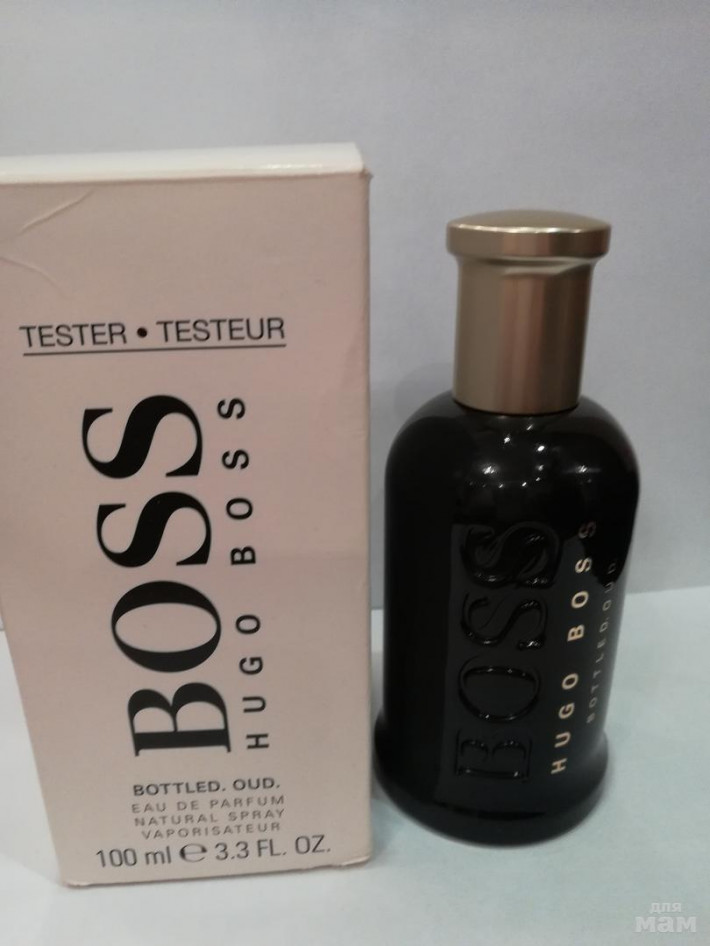 TESTER • TESTEUR
BOSS
HUGO BOSS
BOTTLED. OUD.
EAU DE PARFUM
NATURAL SPRAY
VAPORISATEUR
100 ml ℮ 3.3 FL. OZ.
BOSS
HUGO BOSS
BOTTLED.OUD
для
мам